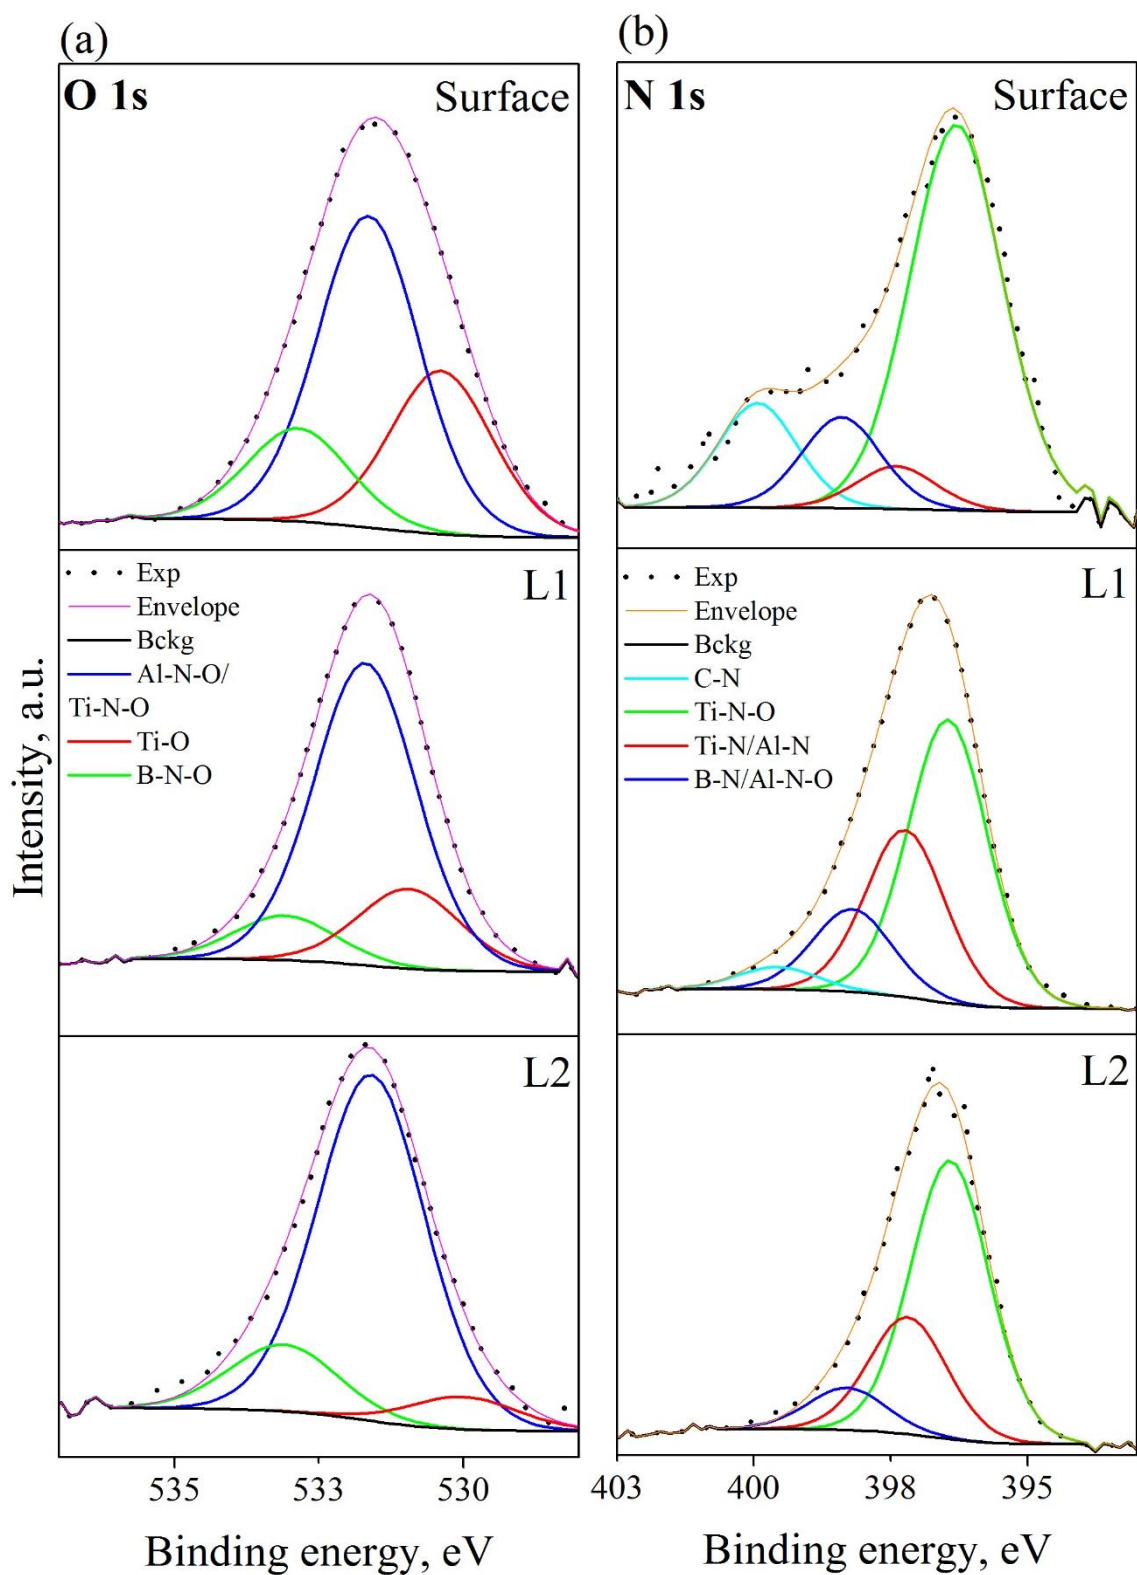 (a)
O 1s
Surface
L1
Exp
Envelope
Bckg
Al-N-O/
Ti-N-O
Ti-O
B-N-O
L2
535
533
530
Binding energy, eV
Intensity, a.u.
(b)
N 1s
Surface
L1
Exp
Envelope
Bckg
C-N
Ti-N-O
Ti-N/Al-N
B-N/Al-N-O
L2
403
400
398
395
Binding energy, eV